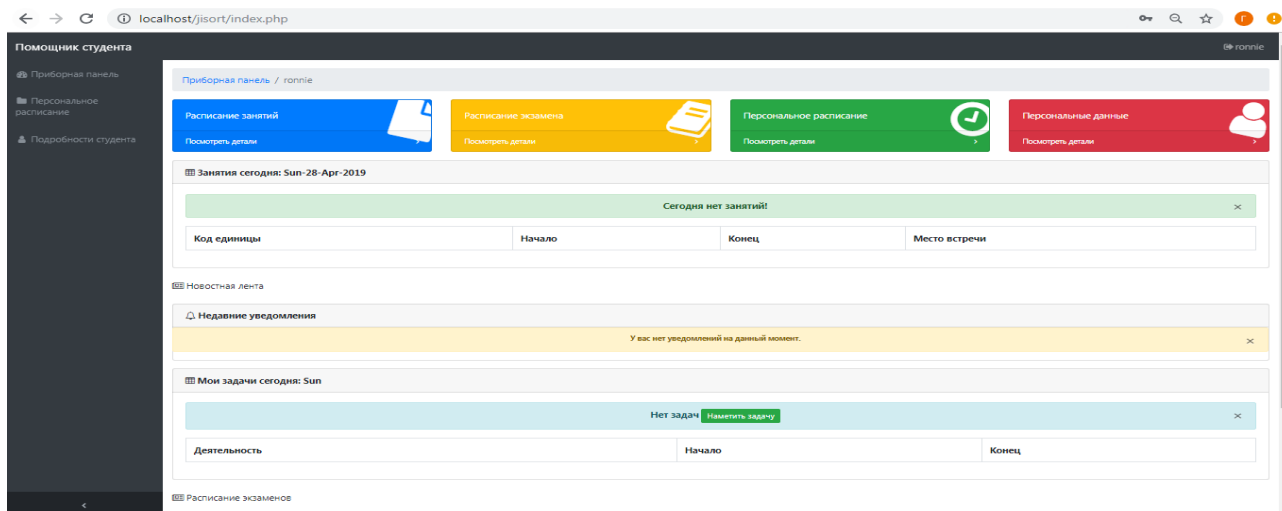 localhost/jisort/index.php
Г
Помощник студента
ronnie
Приборная панель
Персональное
расписание
Подробности студента
Приборная панель / ronnie
Расписание занятий
Посмотреть детали
Расписание экзамена
Посмотреть детали
Персональное расписание
Посмотреть детали
Персональные данные
Посмотреть детали
Занятия сегодня: Sun-28-Apr-2019
Сегодня нет занятий!
Код единицы Начало Конец Место встречи
Новостная лента
Недавние уведомления
У вас нет уведомлений на данный момент.
Мои задачи сегодня: Sun
Нет задач Наметить задачу
Деятельность Начало Конец
Расписание экзаменов